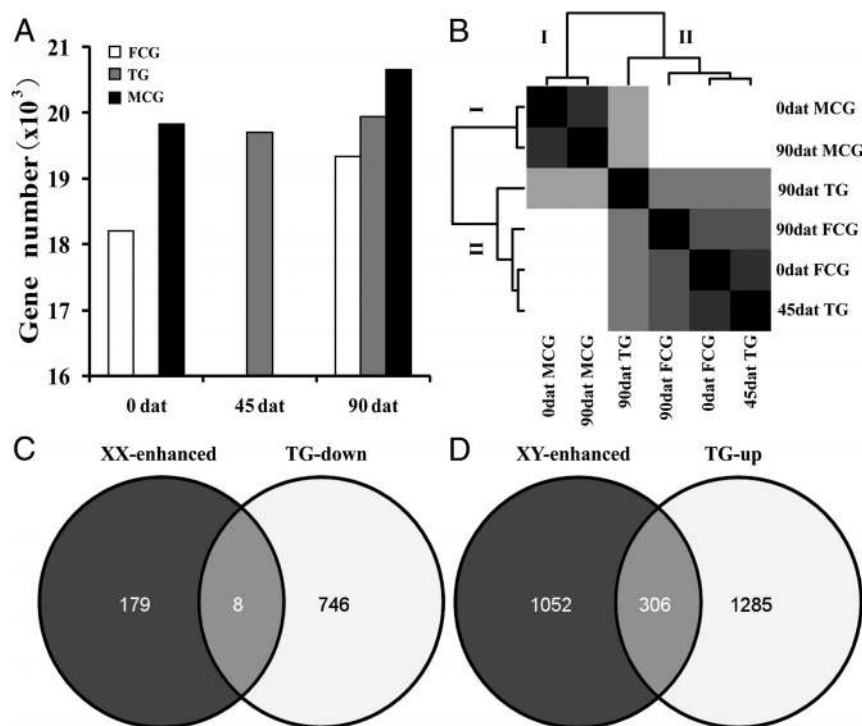 A
FCG
TG
MCG
Gene number (x10³)
21
20
19
18
17
16
0 dat
45 dat
90 dat
B
I
II
I
II
0dat MCG
90dat MCG
90dat TG
90dat FCG
0dat FCG
45dat TG
0dat MCG
90dat MCG
90dat TG
90dat FCG
0dat FCG
45dat TG
C
XX-enhanced
TG-down
179
8
746
D
XY-enhanced
TG-up
1052
306
1285